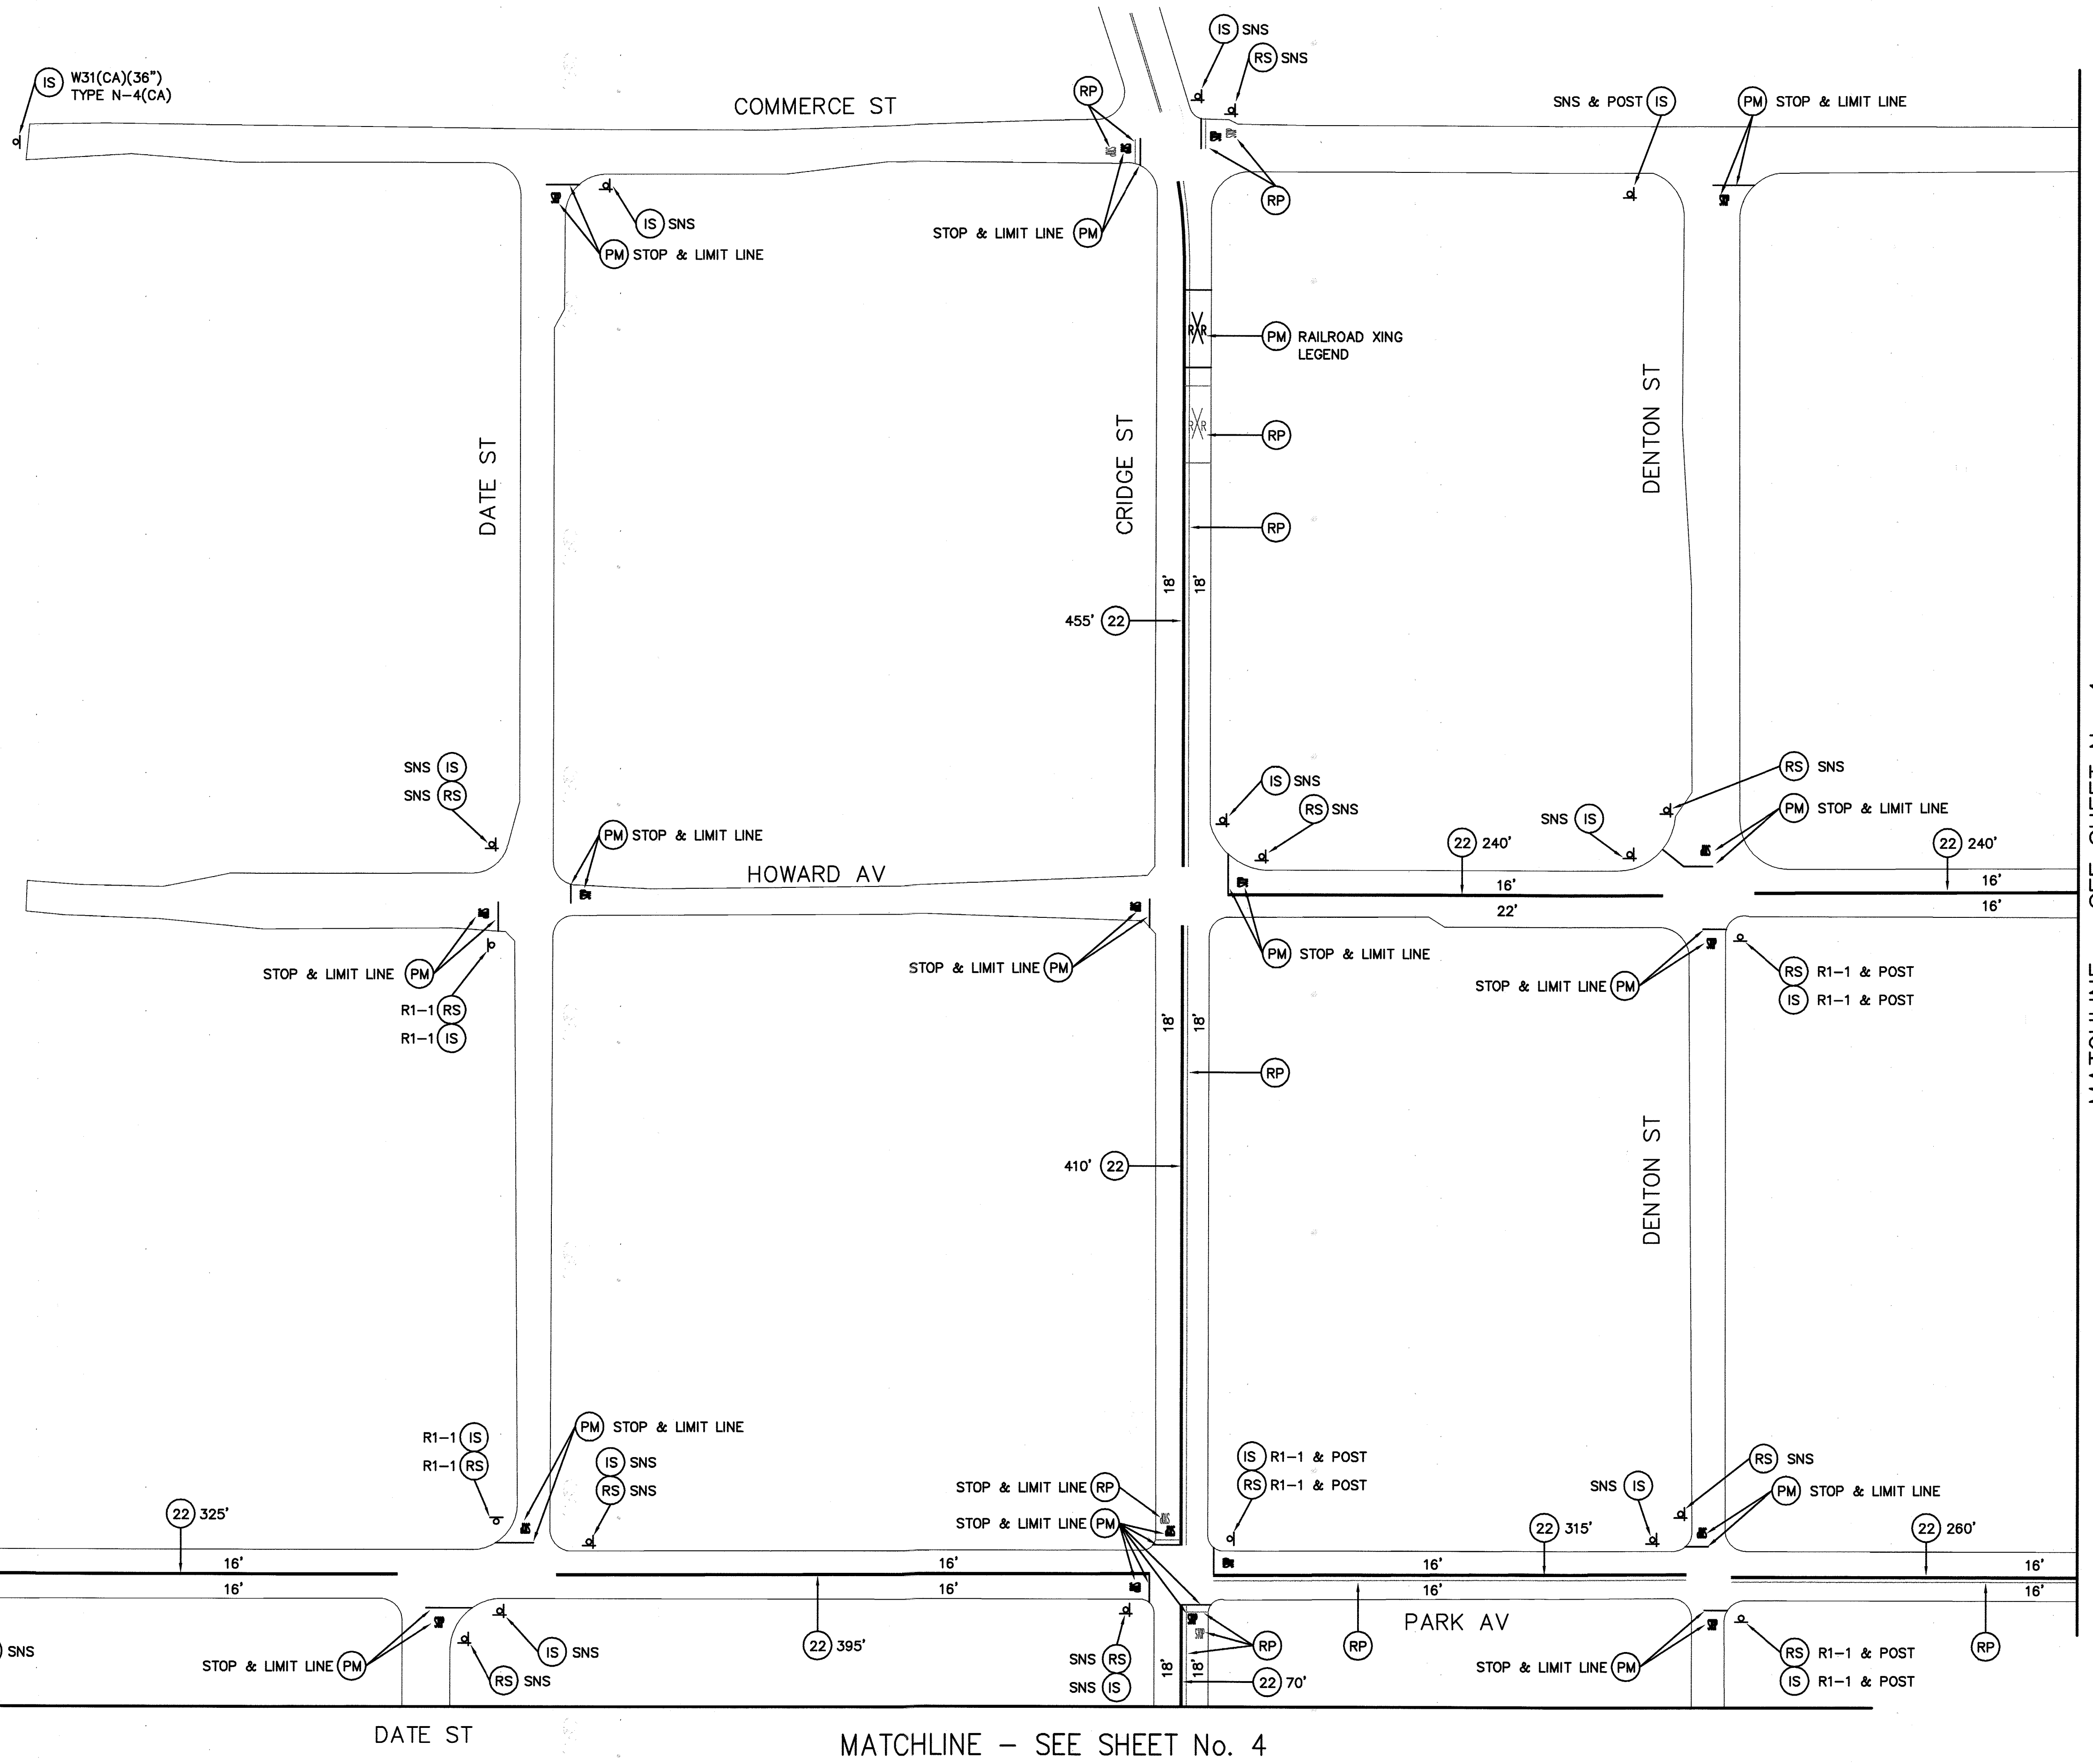 IS SNS
RS SNS
IS W31(CA)(36")
TYPE N-4(CA)
COMMERCE ST
RP
SNS & POST IS
PM STOP & LIMIT LINE
RP
IS SNS
PM STOP & LIMIT LINE
STOP & LIMIT LINE PM
R R
PM RAILROAD XING
LEGEND
R R
RP
DATE ST
CRIDGE ST
DENTON ST
RP
18'
18'
455' 22
SNS IS
SNS RS
IS SNS
RS SNS
RS SNS
PM STOP & LIMIT LINE
SNS IS
PM STOP & LIMIT LINE
22 240'
22 240'
HOWARD AV
16'
22'
16'
16'
STOP & LIMIT LINE PM
R1-1 RS
R1-1 IS
STOP & LIMIT LINE PM
PM STOP & LIMIT LINE
STOP & LIMIT LINE PM
RS R1-1 & POST
IS R1-1 & POST
18'
18'
RP
410' 22
DENTON ST
R1-1 IS
R1-1 RS
PM STOP & LIMIT LINE
IS SNS
RS SNS
STOP & LIMIT LINE RP
STOP & LIMIT LINE PM
STOP
IS R1-1 & POST
RS R1-1 & POST
SNS IS
RS SNS
PM STOP & LIMIT LINE
22 325'
22 315'
22 260'
16'
16'
16'
16'
16'
16'
16'
16'
SNS
STOP & LIMIT LINE PM
IS SNS
RS SNS
22 395'
SNS RS
SNS IS
STOP
18'
18'
RP
22 70'
RP
PARK AV
STOP & LIMIT LINE PM
RS R1-1 & POST
IS R1-1 & POST
RP
DATE ST
MATCHLINE - SEE SHEET No. 4